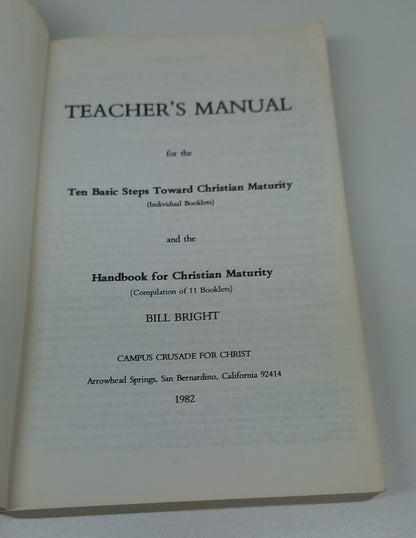 TEACHER'S MANUAL
for the
Ten Basic Steps Toward Christian Maturity
(Individual Booklets)
and the
Handbook for Christian Maturity
(Compilation of 11 Booklets)
BILL BRIGHT
CAMPUS CRUSADE FOR CHRIST
Arrowhead Springs, San Bernardino, California 92414
1982